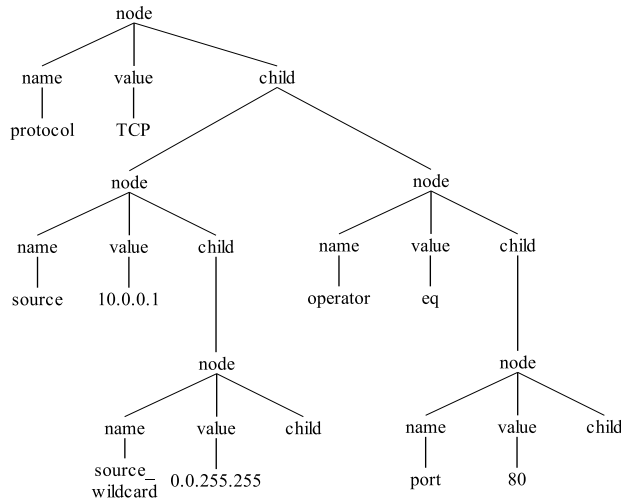 node
name value child
protocol TCP
node node
name value child name value child
source 10.0.0.1 operator eq
node node
name value child name value child
source_ 0.0.255.255 port 80
wildcard